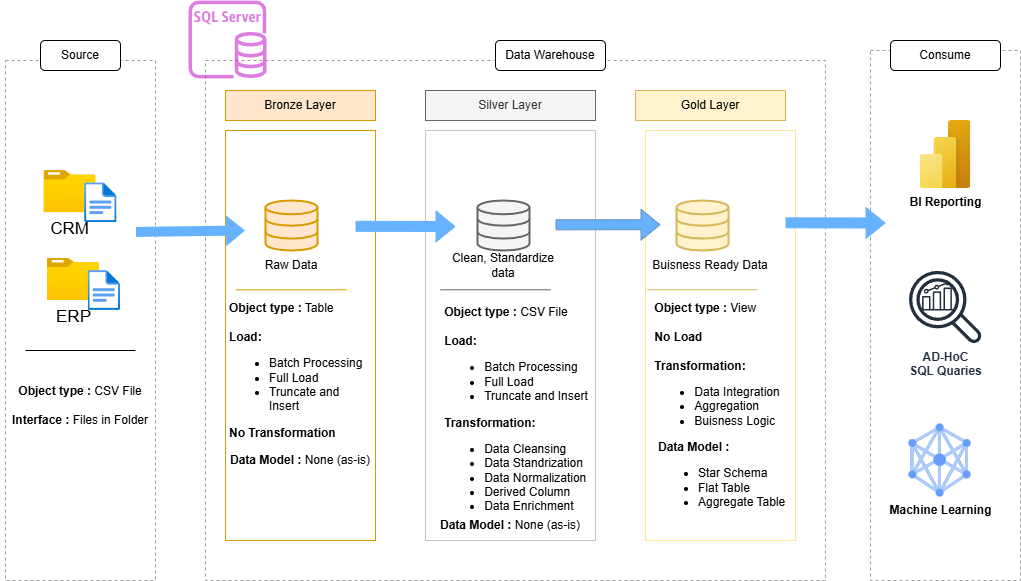 SQL Server
Source
CRM
ERP
Object type : CSV File
Interface : Files in Folder
Data Warehouse
Bronze Layer
Raw Data
Object type : Table
Load:
Batch Processing
Full Load
Truncate and
Insert
No Transformation
Data Model : None (as-is)
Silver Layer
Clean, Standardize
data
Object type : CSV File
Load:
Batch Processing
Full Load
Truncate and Insert
Transformation:
Data Cleansing
Data Standrization
Data Normalization
Derived Column
Data Enrichment
Data Model : None (as-is)
Gold Layer
Buisness Ready Data
Object type : View
No Load
Transformation:
Data Integration
Aggregation
Buisness Logic
Data Model :
Star Schema
Flat Table
Aggregate Table
Consume
BI Reporting
AD-HoC
SQL Quaries
Machine Learning